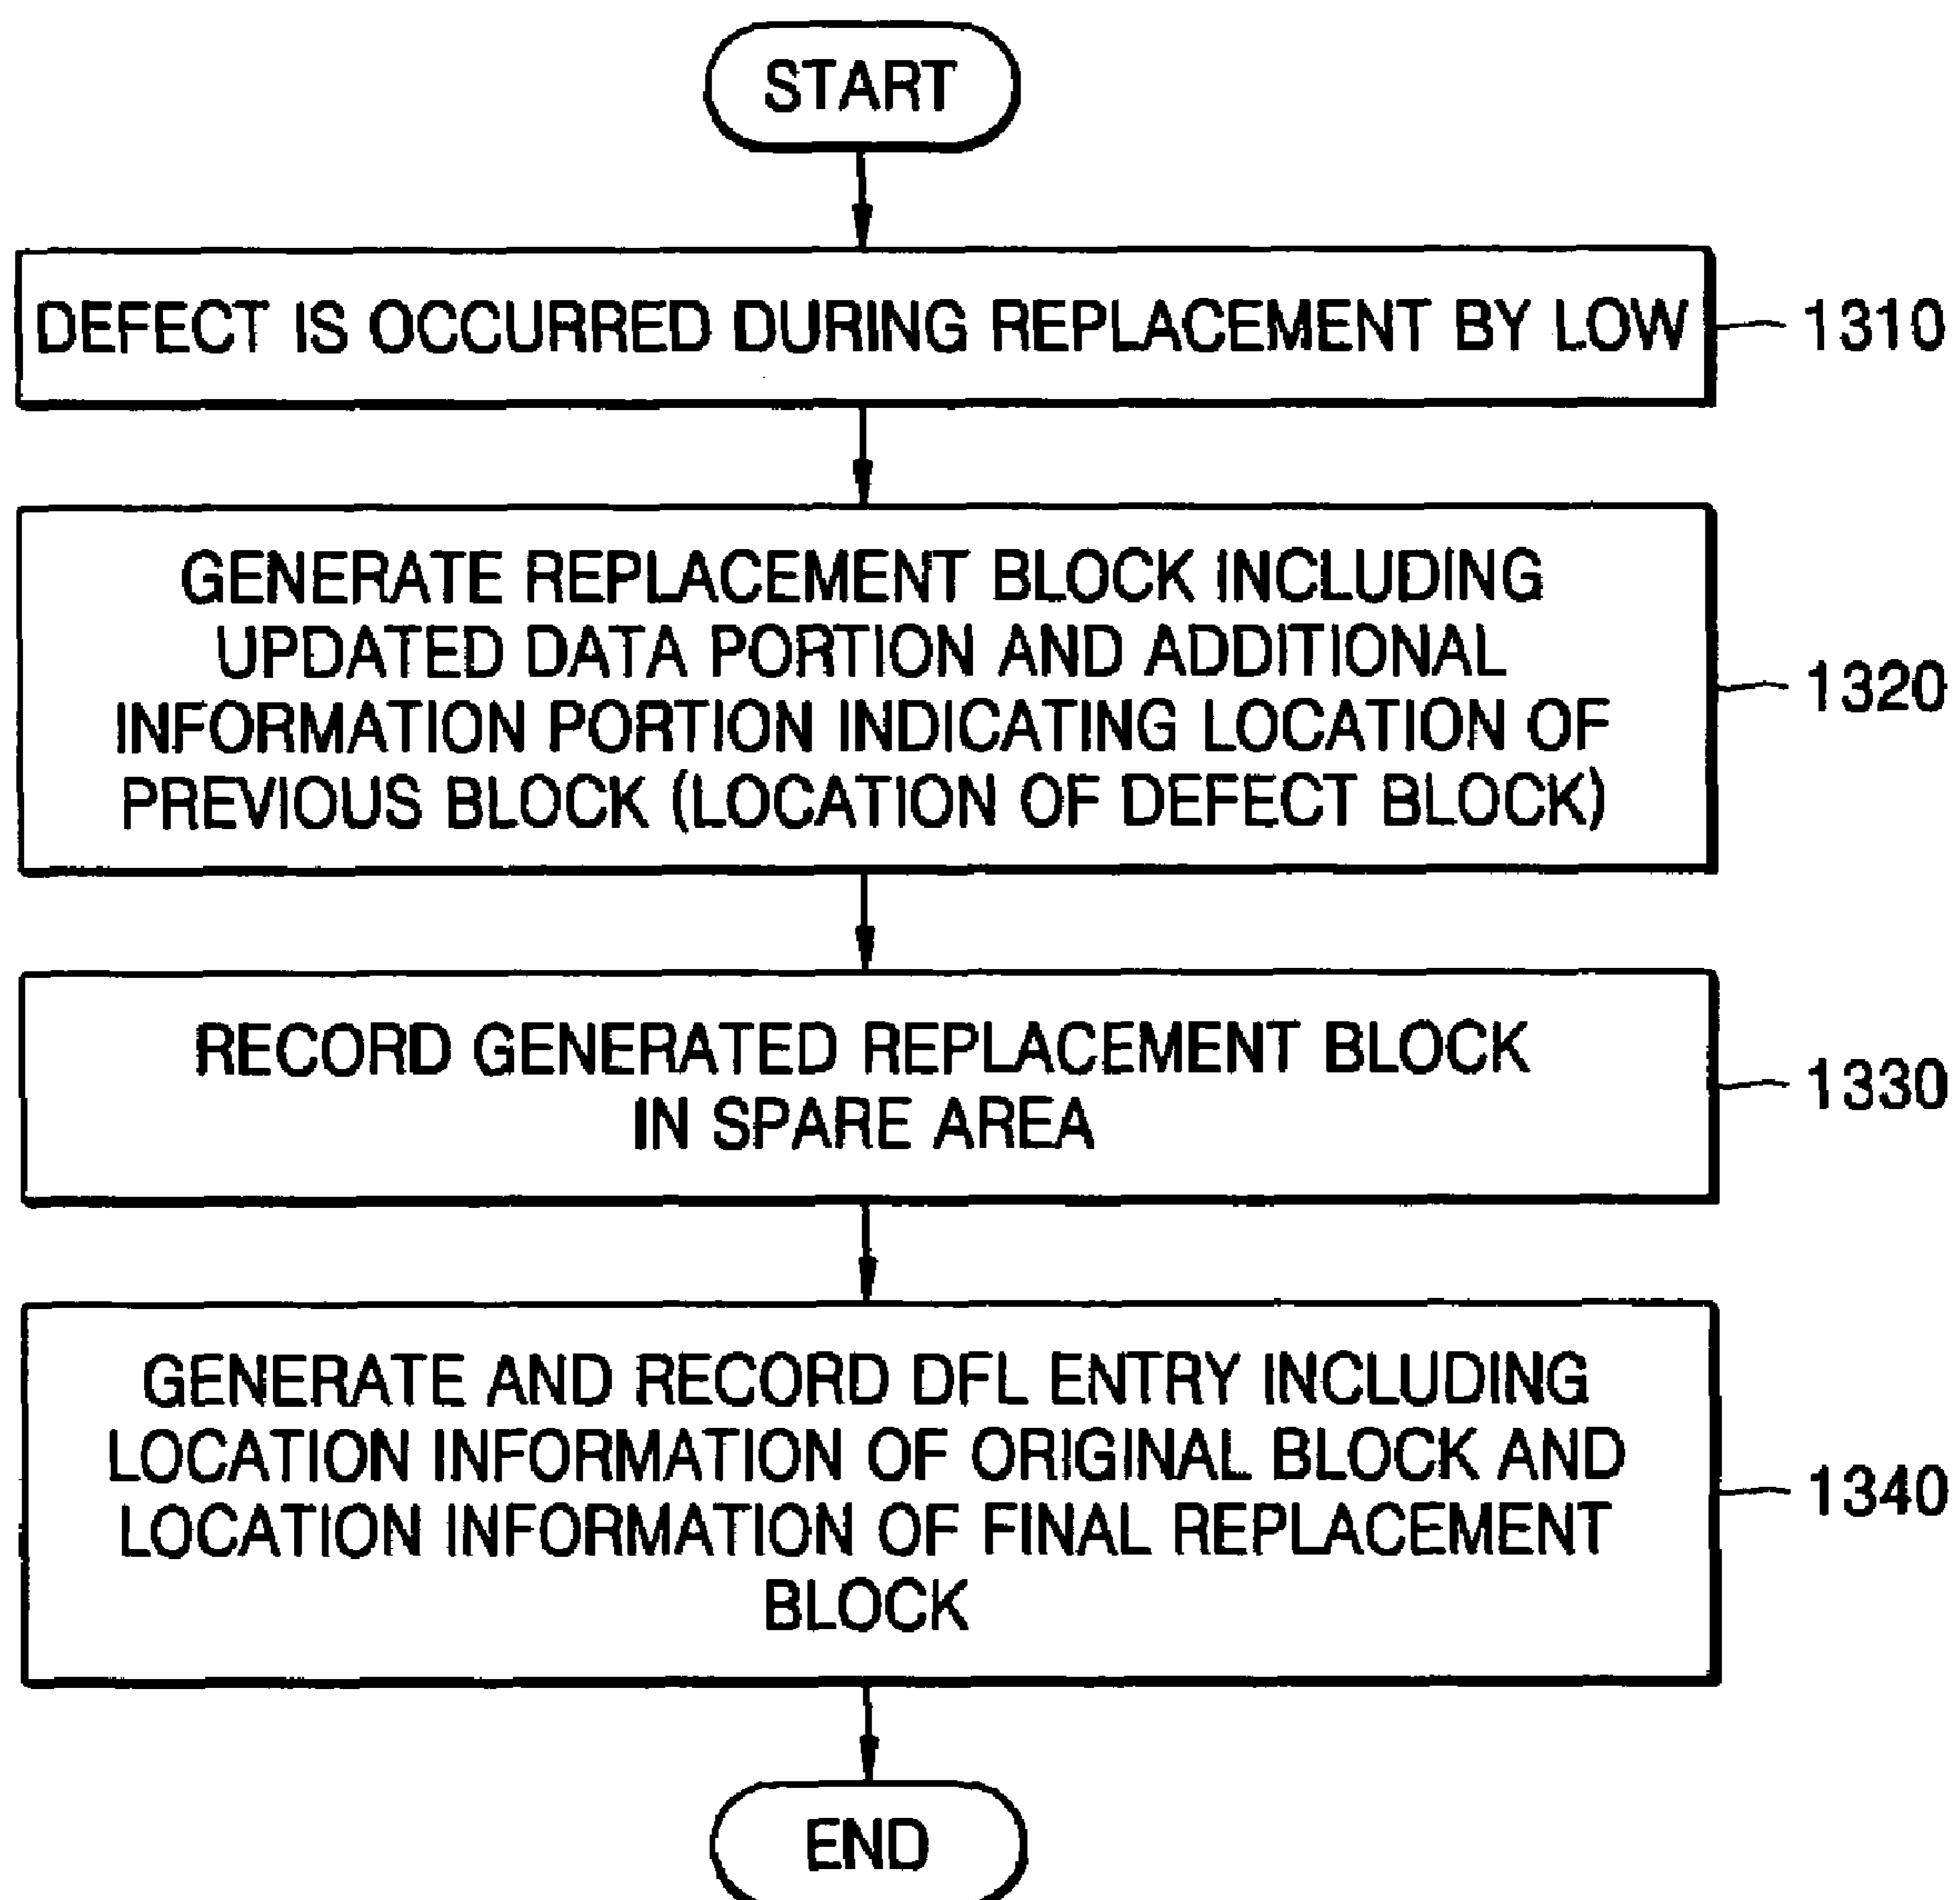 START
DEFECT IS OCCURRED DURING REPLACEMENT BY LOW
1310
GENERATE REPLACEMENT BLOCK INCLUDING
UPDATED DATA PORTION AND ADDITIONAL
INFORMATION PORTION INDICATING LOCATION OF
PREVIOUS BLOCK (LOCATION OF DEFECT BLOCK)
1320
RECORD GENERATED REPLACEMENT BLOCK
IN SPARE AREA
1330
GENERATE AND RECORD DFL ENTRY INCLUDING
LOCATION INFORMATION OF ORIGINAL BLOCK AND
LOCATION INFORMATION OF FINAL REPLACEMENT
BLOCK
1340
END